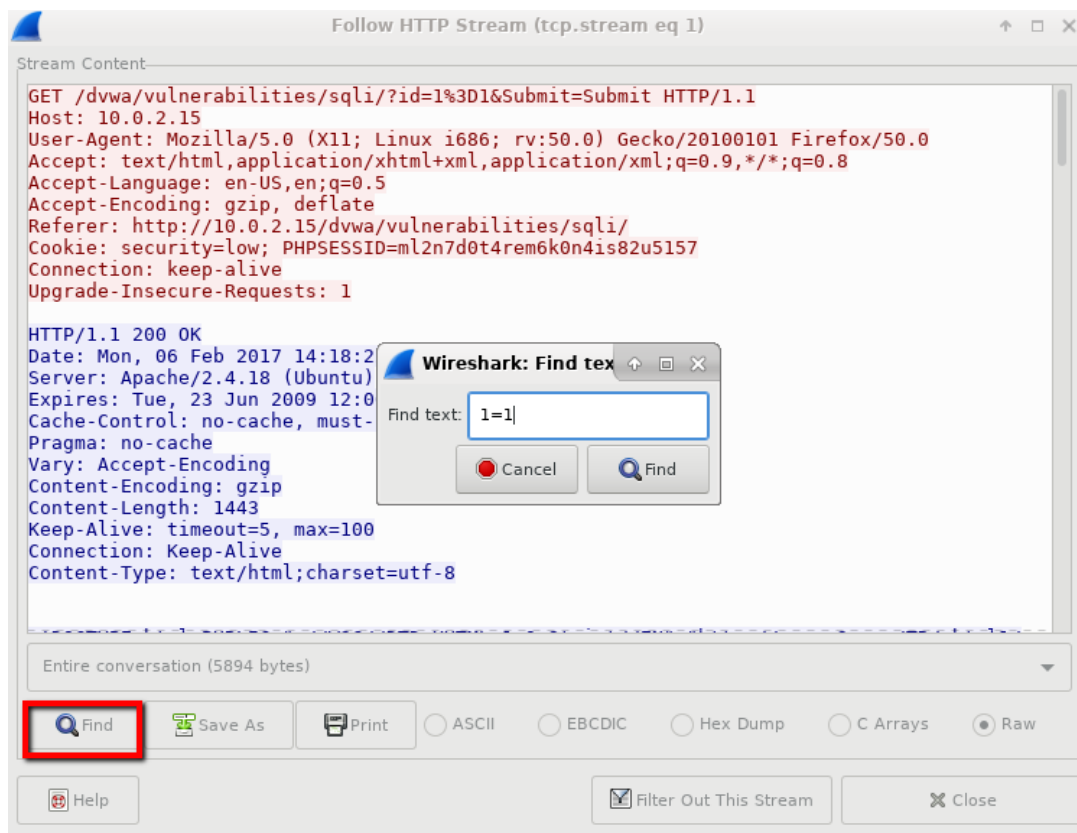 Follow HTTP Stream (tcp.stream eq 1)
Stream Content
GET /dvwa/vulnerabilities/sqli/?id=1%3D1&Submit=Submit HTTP/1.1
Host: 10.0.2.15
User-Agent: Mozilla/5.0 (X11; Linux i686; rv:50.0) Gecko/20100101 Firefox/50.0
Accept: text/html,application/xhtml+xml,application/xml;q=0.9,*/*;q=0.8
Accept-Language: en-US,en;q=0.5
Accept-Encoding: gzip, deflate
Referer: http://10.0.2.15/dvwa/vulnerabilities/sqli/
Cookie: security=low; PHPSESSID=ml2n7d0t4rem6k0n4is82u5157
Connection: keep-alive
Upgrade-Insecure-Requests: 1
HTTP/1.1 200 OK
Date: Mon, 06 Feb 2017 14:18:2
Server: Apache/2.4.18 (Ubuntu)
Expires: Tue, 23 Jun 2009 12:0
Cache-Control: no-cache, must-
Pragma: no-cache
Vary: Accept-Encoding
Content-Encoding: gzip
Content-Length: 1443
Keep-Alive: timeout=5, max=100
Connection: Keep-Alive
Content-Type: text/html;charset=utf-8
Wireshark: Find tex
Find text: 1=1
Cancel Find
Entire conversation (5894 bytes)
Find Save As Print ASCII EBCDIC Hex Dump C Arrays Raw
Help Filter Out This Stream Close